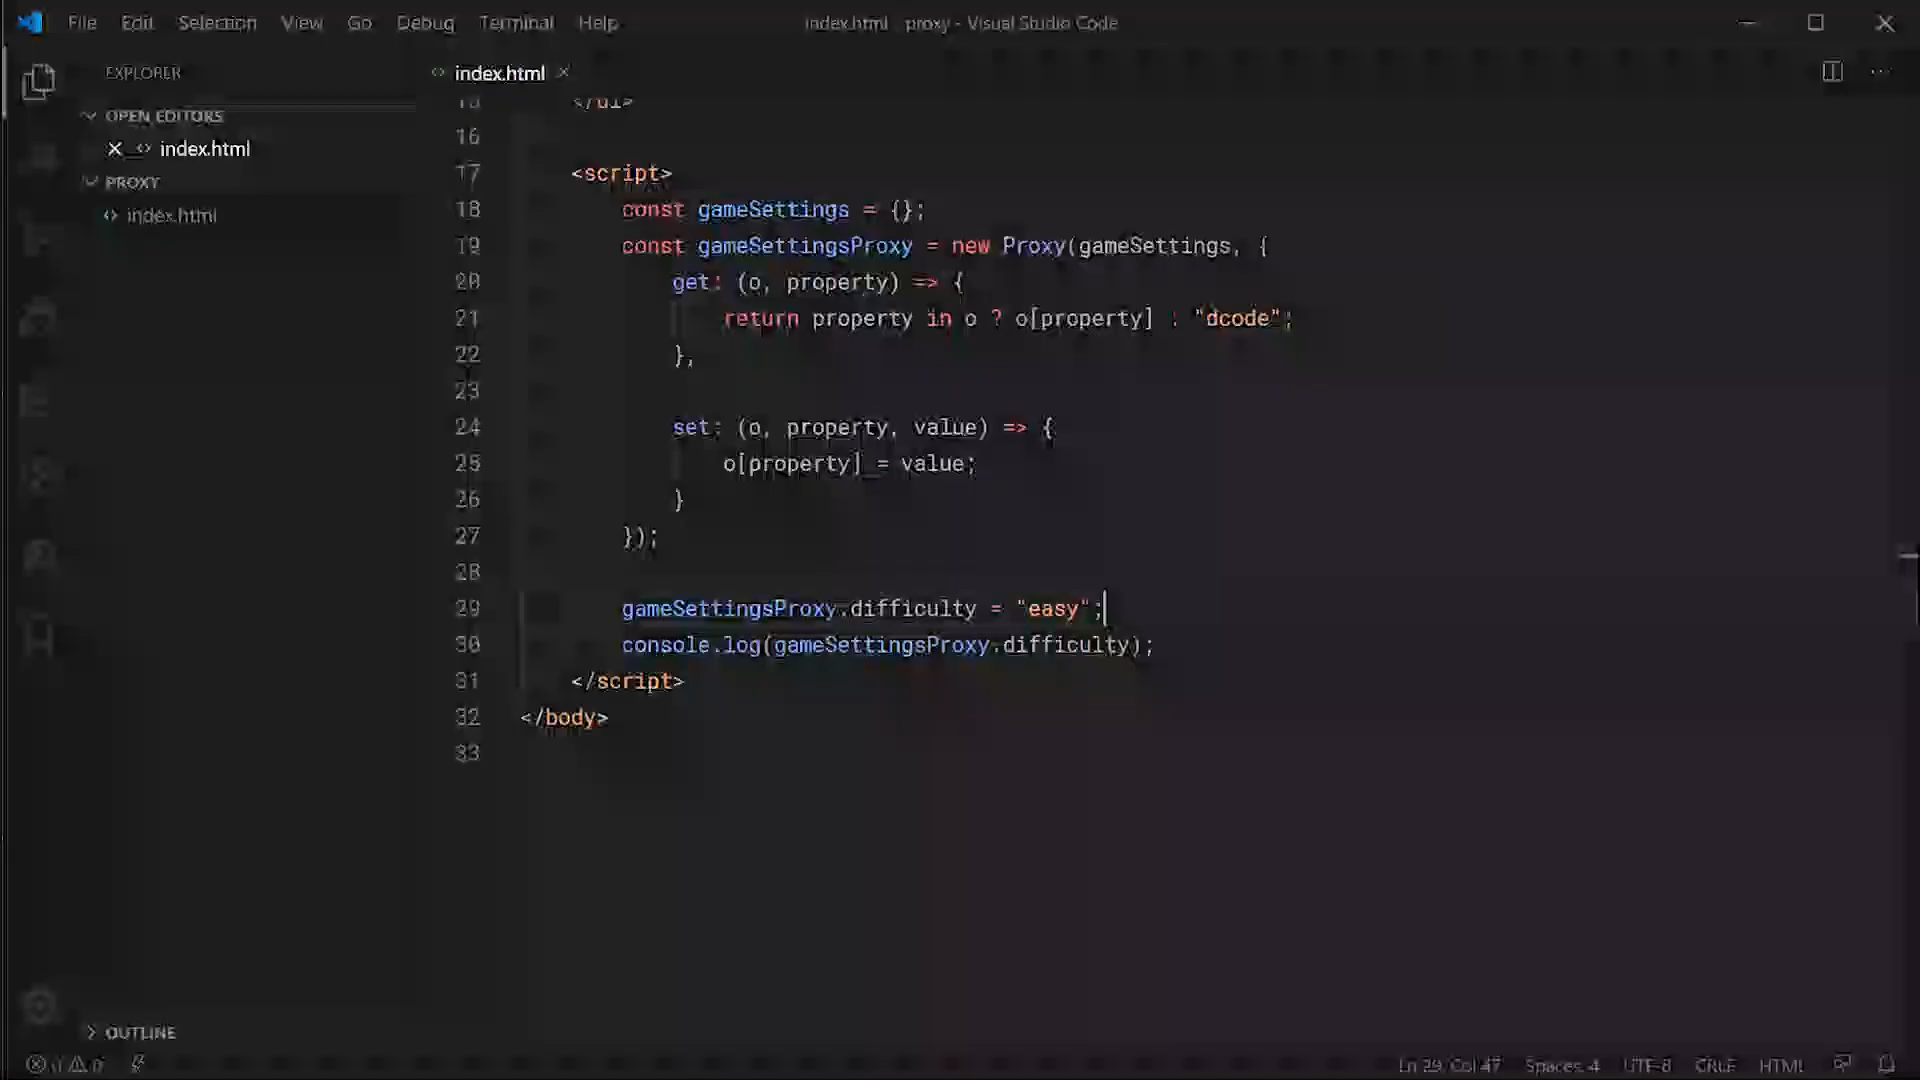 File Edit Selection View Go Debug Terminal Help
index.html proxy - Visual Studio Code
EXPLORER
index.html
OPEN EDITORS
index.html
PROXY
index.html
16
17 <script>
18 const gameSettings = {};
19 const gameSettingsProxy = new Proxy(gameSettings, {
20 get: (o, property) => {
21 return property in o ? o[property] : "dcode";
22 },
23
24 set: (o, property, value) => {
25 o[property] = value;
26 }
27 });
28
29 gameSettingsProxy.difficulty = "easy";
30 console.log(gameSettingsProxy.difficulty);
31 </script>
32 </body>
33
OUTLINE
Ln 29, Col 47 Spaces: 4 UTF-8 CRLF HTML